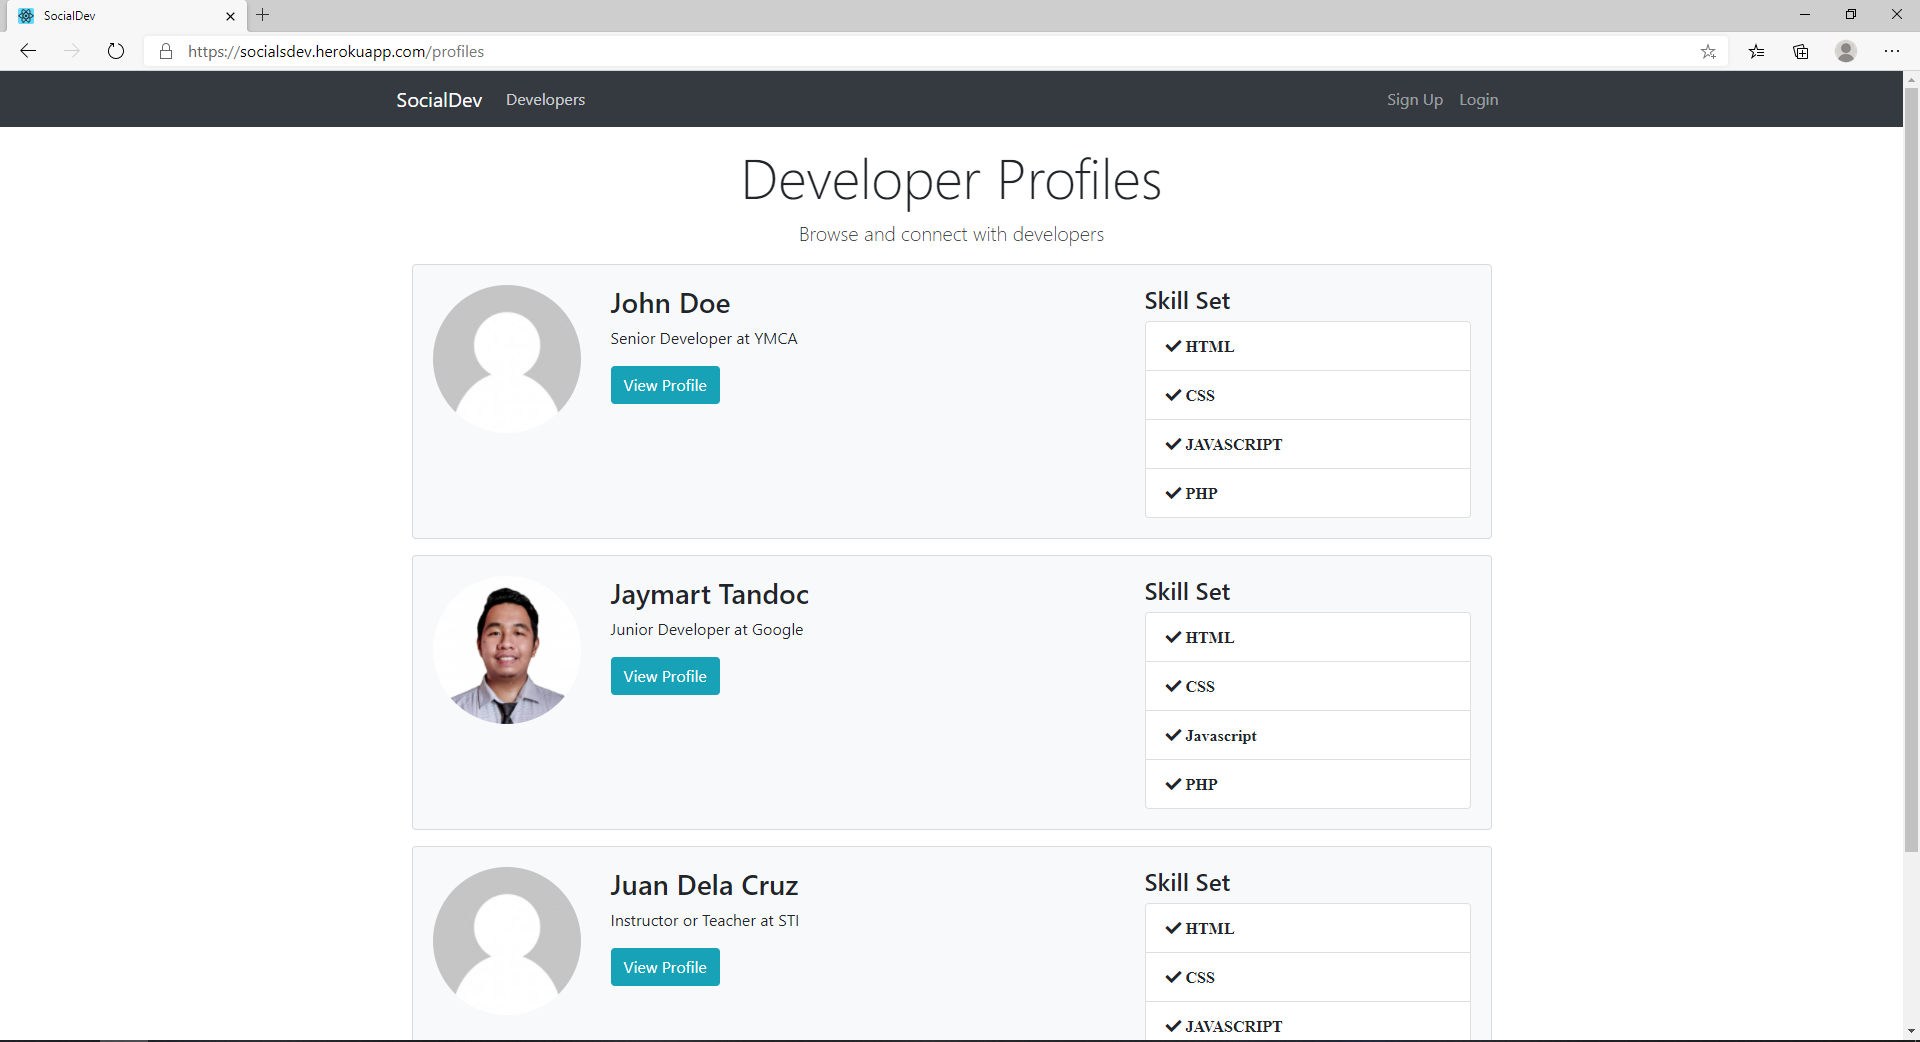 SocialDev
https://socialsdev.herokuapp.com/profiles
SocialDev Developers Sign Up Login
Developer Profiles
Browse and connect with developers
John Doe
Senior Developer at YMCA
View Profile
Skill Set
HTML
CSS
JAVASCRIPT
PHP
Jaymart Tandoc
Junior Developer at Google
View Profile
Skill Set
HTML
CSS
Javascript
PHP
Juan Dela Cruz
Instructor or Teacher at STI
View Profile
Skill Set
HTML
CSS
JAVASCRIPT